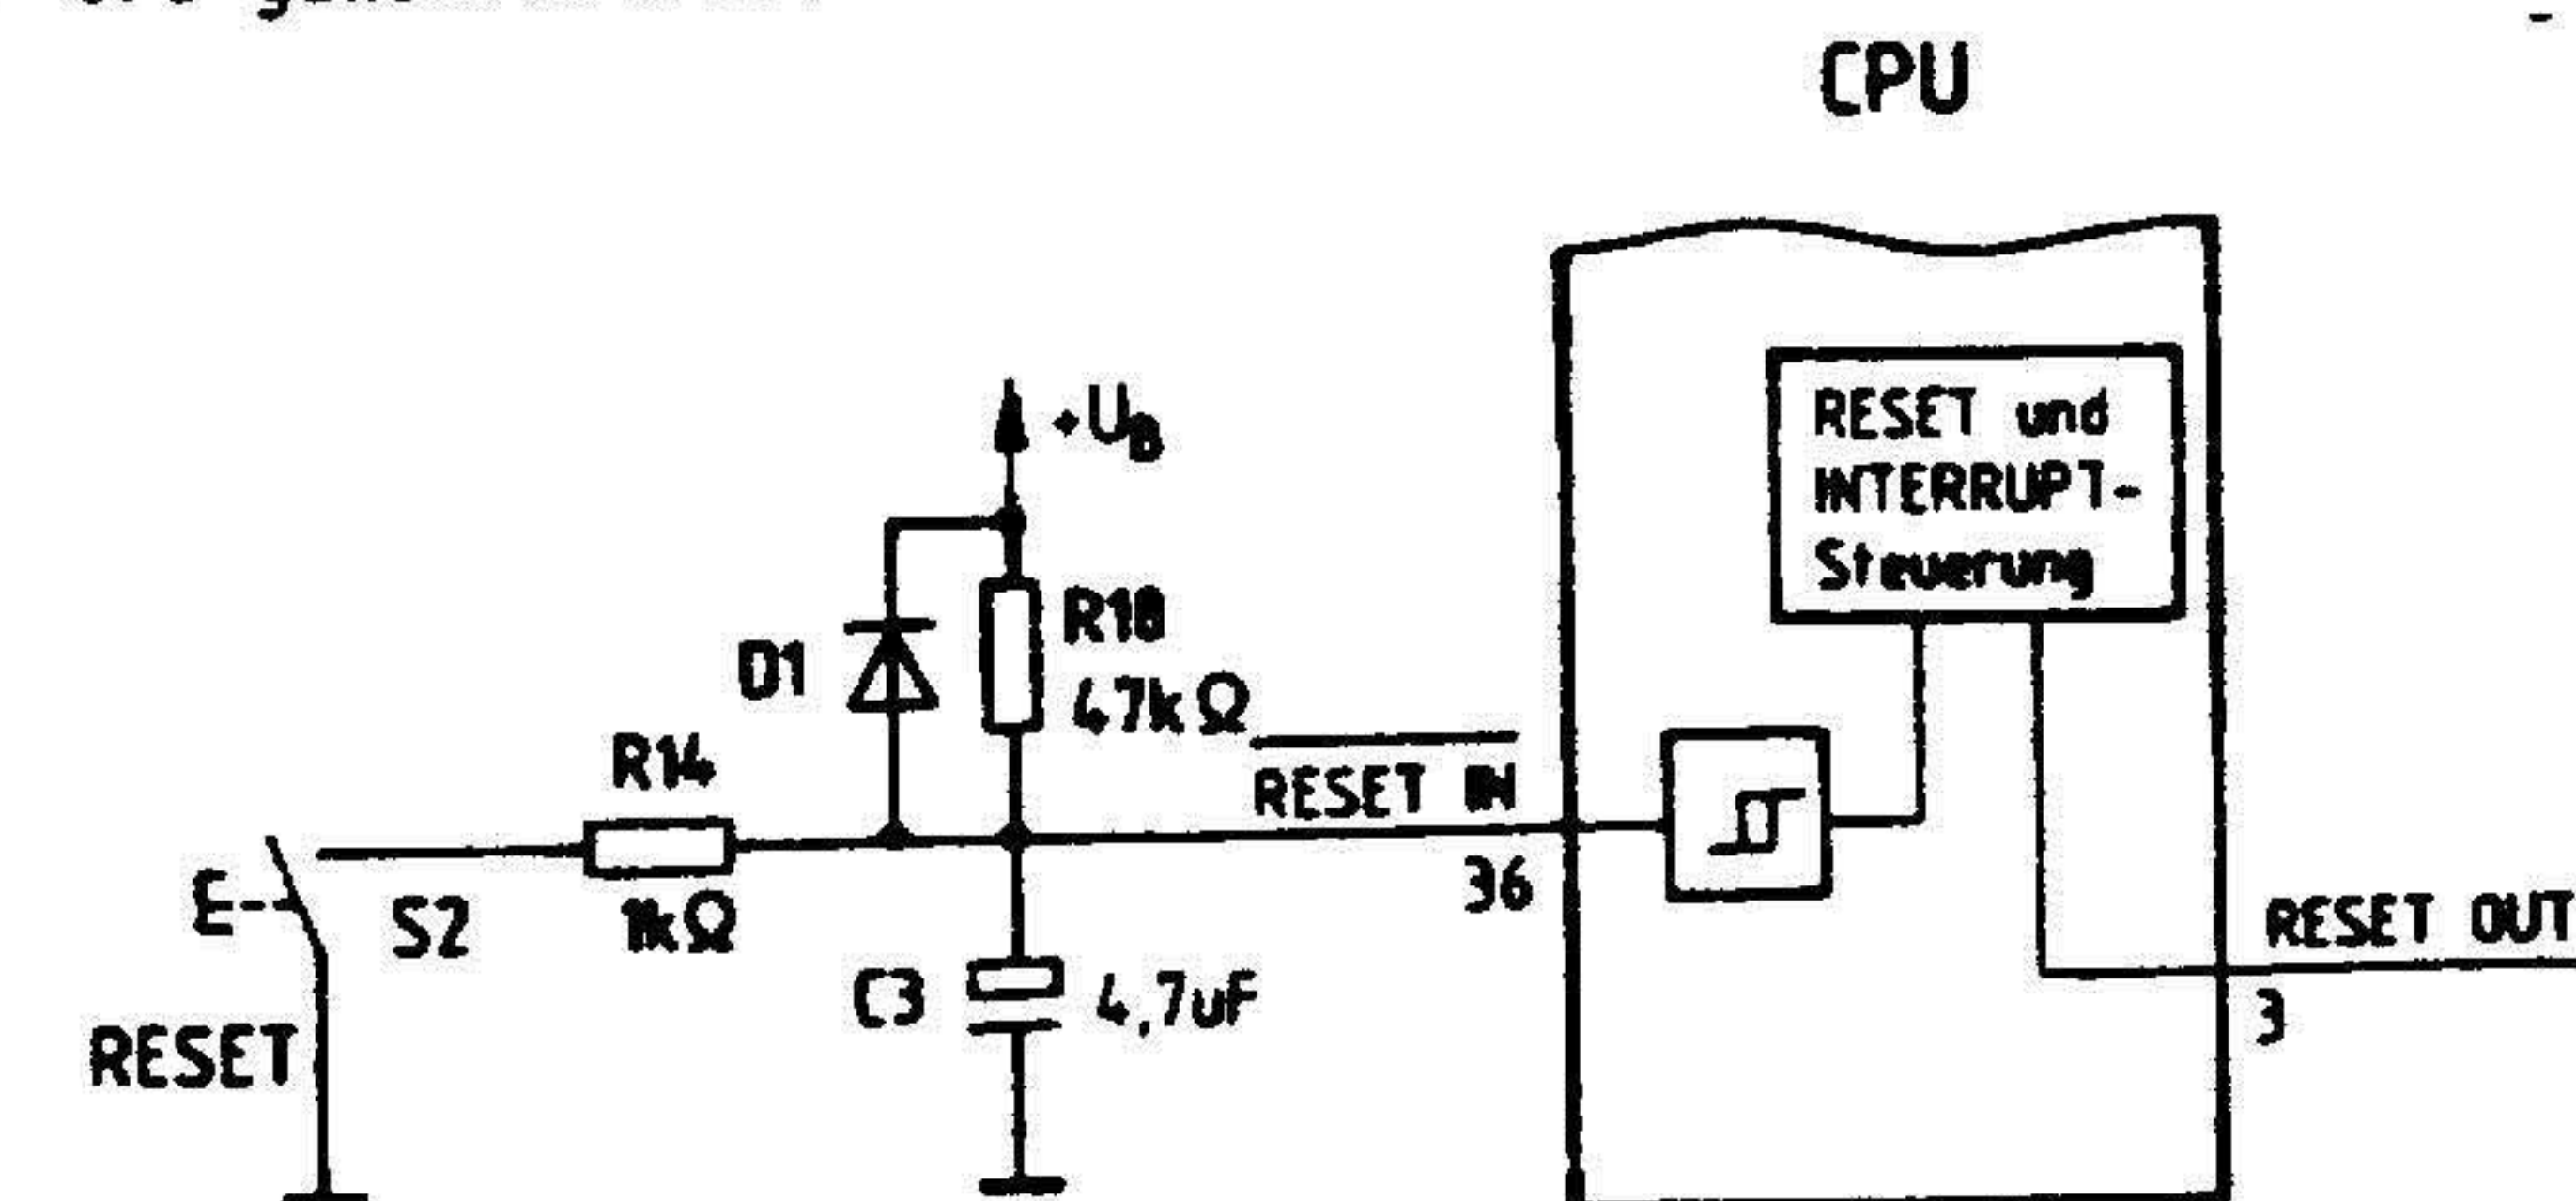 CPU
+UB
RESET und
INTERRUPT-
Steuerung
D1
R18
47kΩ
R14
1kΩ
RESET IN
36
E
S2
RESET
C3
4,7uF
RESET OUT
3